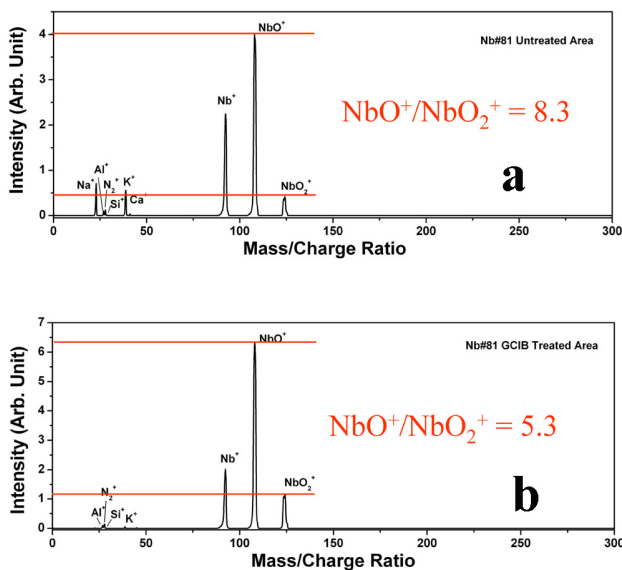 Intensity (Arb. Unit)
4
3
2
1
0
NbO⁺
Nb#81 Untreated Area
Nb⁺
NbO⁺/NbO₂⁺ = 8.3
Al⁺
Na⁺
N₂⁺
K⁺
Si⁺
Ca⁺
NbO₂⁺
a
0 50 100 150 200 250 300
Mass/Charge Ratio
Intensity (Arb. Unit)
7
6
5
4
3
2
1
0
NbO⁺
Nb#81 GCIB Treated Area
NbO⁺/NbO₂⁺ = 5.3
Nb⁺
N₂⁺
NbO₂⁺
Al⁺
Si⁺
K⁺
b
0 50 100 150 200 250 300
Mass/Charge Ratio